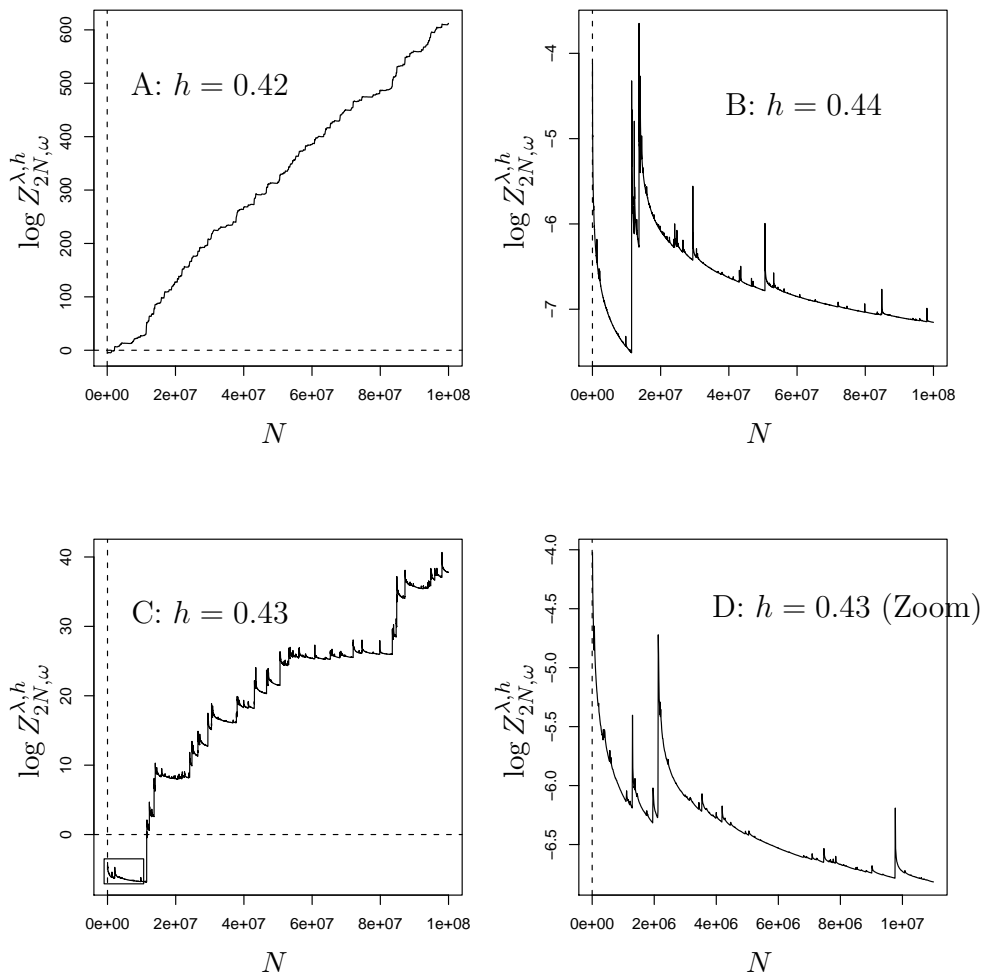 A: h = 0.42
log Z^{λ,h}_{2N,ω}
0 100 200 300 400 500 600
0e+00 2e+07 4e+07 6e+07 8e+07 1e+08
N
B: h = 0.44
log Z^{λ,h}_{2N,ω}
−7 −6 −5 −4
0e+00 2e+07 4e+07 6e+07 8e+07 1e+08
N
C: h = 0.43
log Z^{λ,h}_{2N,ω}
0 10 20 30 40
0e+00 2e+07 4e+07 6e+07 8e+07 1e+08
N
D: h = 0.43 (Zoom)
log Z^{λ,h}_{2N,ω}
−6.5 −6.0 −5.5 −5.0 −4.5 −4.0
0e+00 2e+06 4e+06 6e+06 8e+06 1e+07
N